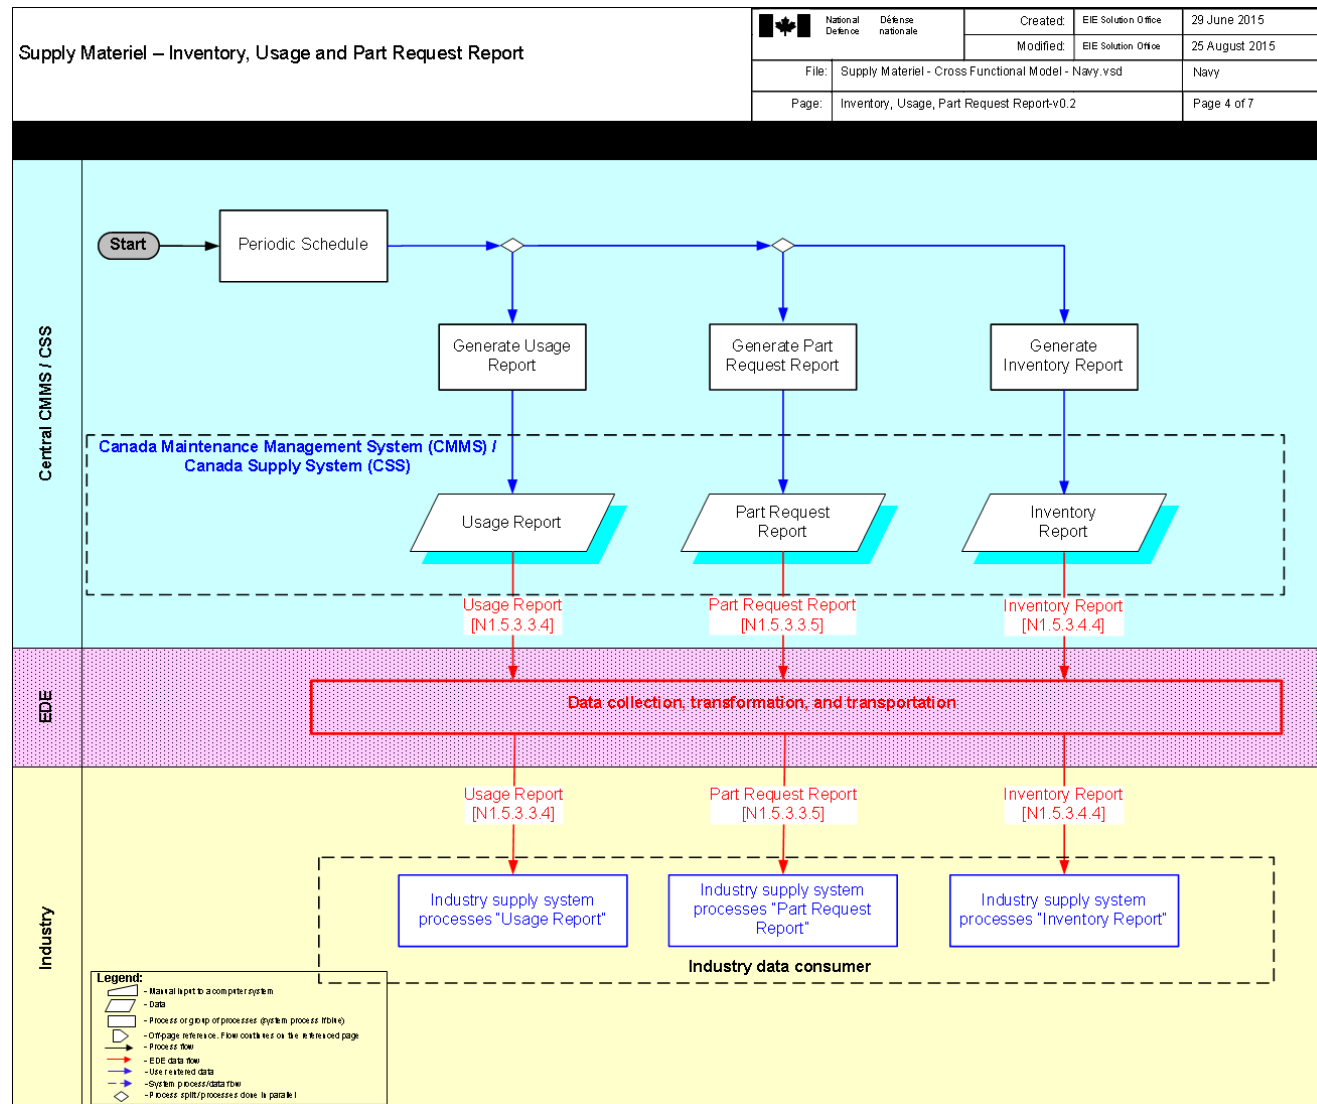 Supply Materiel – Inventory, Usage and Part Request Report
National Defence
Défense nationale
Created: EIE Solution Office 29 June 2015
Modified: EIE Solution Office 25 August 2015
File: Supply Materiel - Cross Functional Model - Navy.vsd Navy
Page: Inventory, Usage, Part Request Report-v0.2 Page 4 of 7
Central CMMS / CSS
Start
Periodic Schedule
Generate Usage
Report
Generate Part
Request Report
Generate
Inventory Report
Canada Maintenance Management System (CMMS) /
Canada Supply System (CSS)
Usage Report
Part Request
Report
Inventory
Report
Usage Report
[N1.5.3.3.4]
Part Request Report
[N1.5.3.3.5]
Inventory Report
[N1.5.3.4.4]
EDE
Data collection, transformation, and transportation
Industry
Usage Report
[N1.5.3.3.4]
Part Request Report
[N1.5.3.3.5]
Inventory Report
[N1.5.3.4.4]
Industry supply system
processes "Usage Report"
Industry supply system
processes "Part Request
Report"
Industry supply system
processes "Inventory Report"
Industry data consumer
Legend:
- Manual input to a computer system
- Data
- Process or group of processes (system process if blue)
- Off-page reference. Flow continues on the referenced page
- Process flow
- EDE data flow
- User entered data
- System process/data flow
- Process split/processes done in parallel